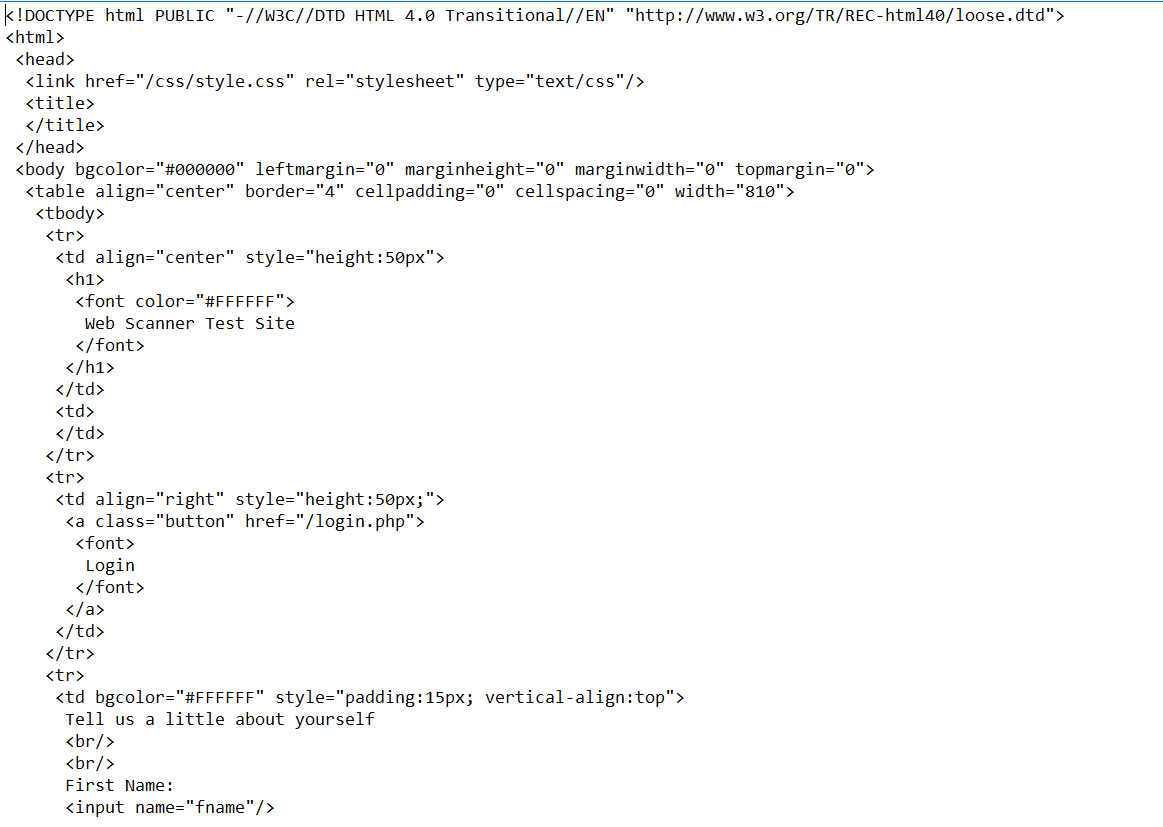 <!DOCTYPE html PUBLIC "-//W3C//DTD HTML 4.0 Transitional//EN" "http://www.w3.org/TR/REC-html40/loose.dtd">
<html>
 <head>
  <link href="/css/style.css" rel="stylesheet" type="text/css"/>
  <title>
  </title>
 </head>
 <body bgcolor="#000000" leftmargin="0" marginheight="0" marginwidth="0" topmargin="0">
  <table align="center" border="4" cellpadding="0" cellspacing="0" width="810">
   <tbody>
    <tr>
     <td align="center" style="height:50px">
      <h1>
       <font color="#FFFFFF">
        Web Scanner Test Site
       </font>
      </h1>
     </td>
     <td>
     </td>
    </tr>
    <tr>
     <td align="right" style="height:50px;">
      <a class="button" href="/login.php">
       <font>
        Login
       </font>
      </a>
     </td>
    </tr>
    <tr>
     <td bgcolor="#FFFFFF" style="padding:15px; vertical-align:top">
      Tell us a little about yourself
      <br/>
      <br/>
      First Name:
      <input name="fname"/>